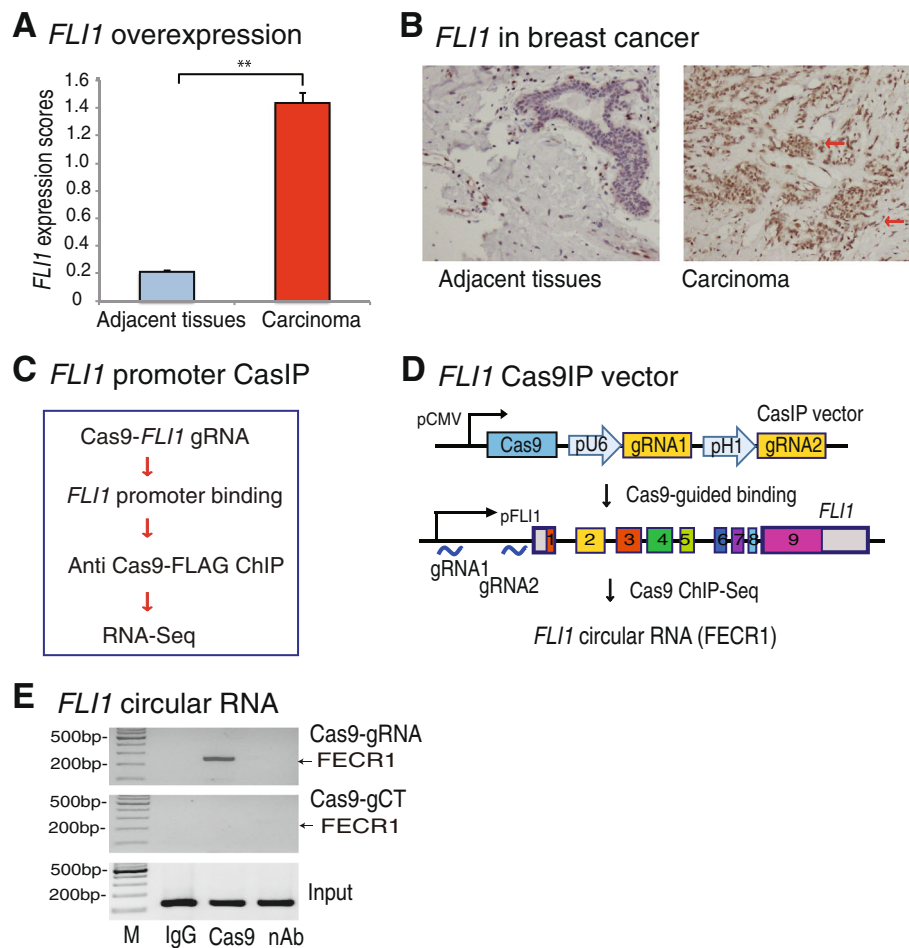 A FLI1 overexpression
**
FLI1 expression scores
1.6
1.4
1.2
1.0
0.8
0.6
0.4
0.2
0
Adjacent tissues Carcinoma
B FLI1 in breast cancer
Adjacent tissues
Carcinoma
C FLI1 promoter CasIP
Cas9-FLI1 gRNA
FLI1 promoter binding
Anti Cas9-FLAG ChIP
RNA-Seq
D FLI1 Cas9IP vector
pCMV
CasIP vector
Cas9 pU6 gRNA1 pH1 gRNA2
Cas9-guided binding
pFLI1
FLI1
1 2 3 4 5 6 7 8 9
gRNA1
gRNA2
Cas9 ChIP-Seq
FLI1 circular RNA (FECR1)
E FLI1 circular RNA
500bp-
200bp-
Cas9-gRNA
FECR1
500bp-
200bp-
Cas9-gCT
FECR1
500bp-
200bp-
Input
M IgG Cas9 nAb